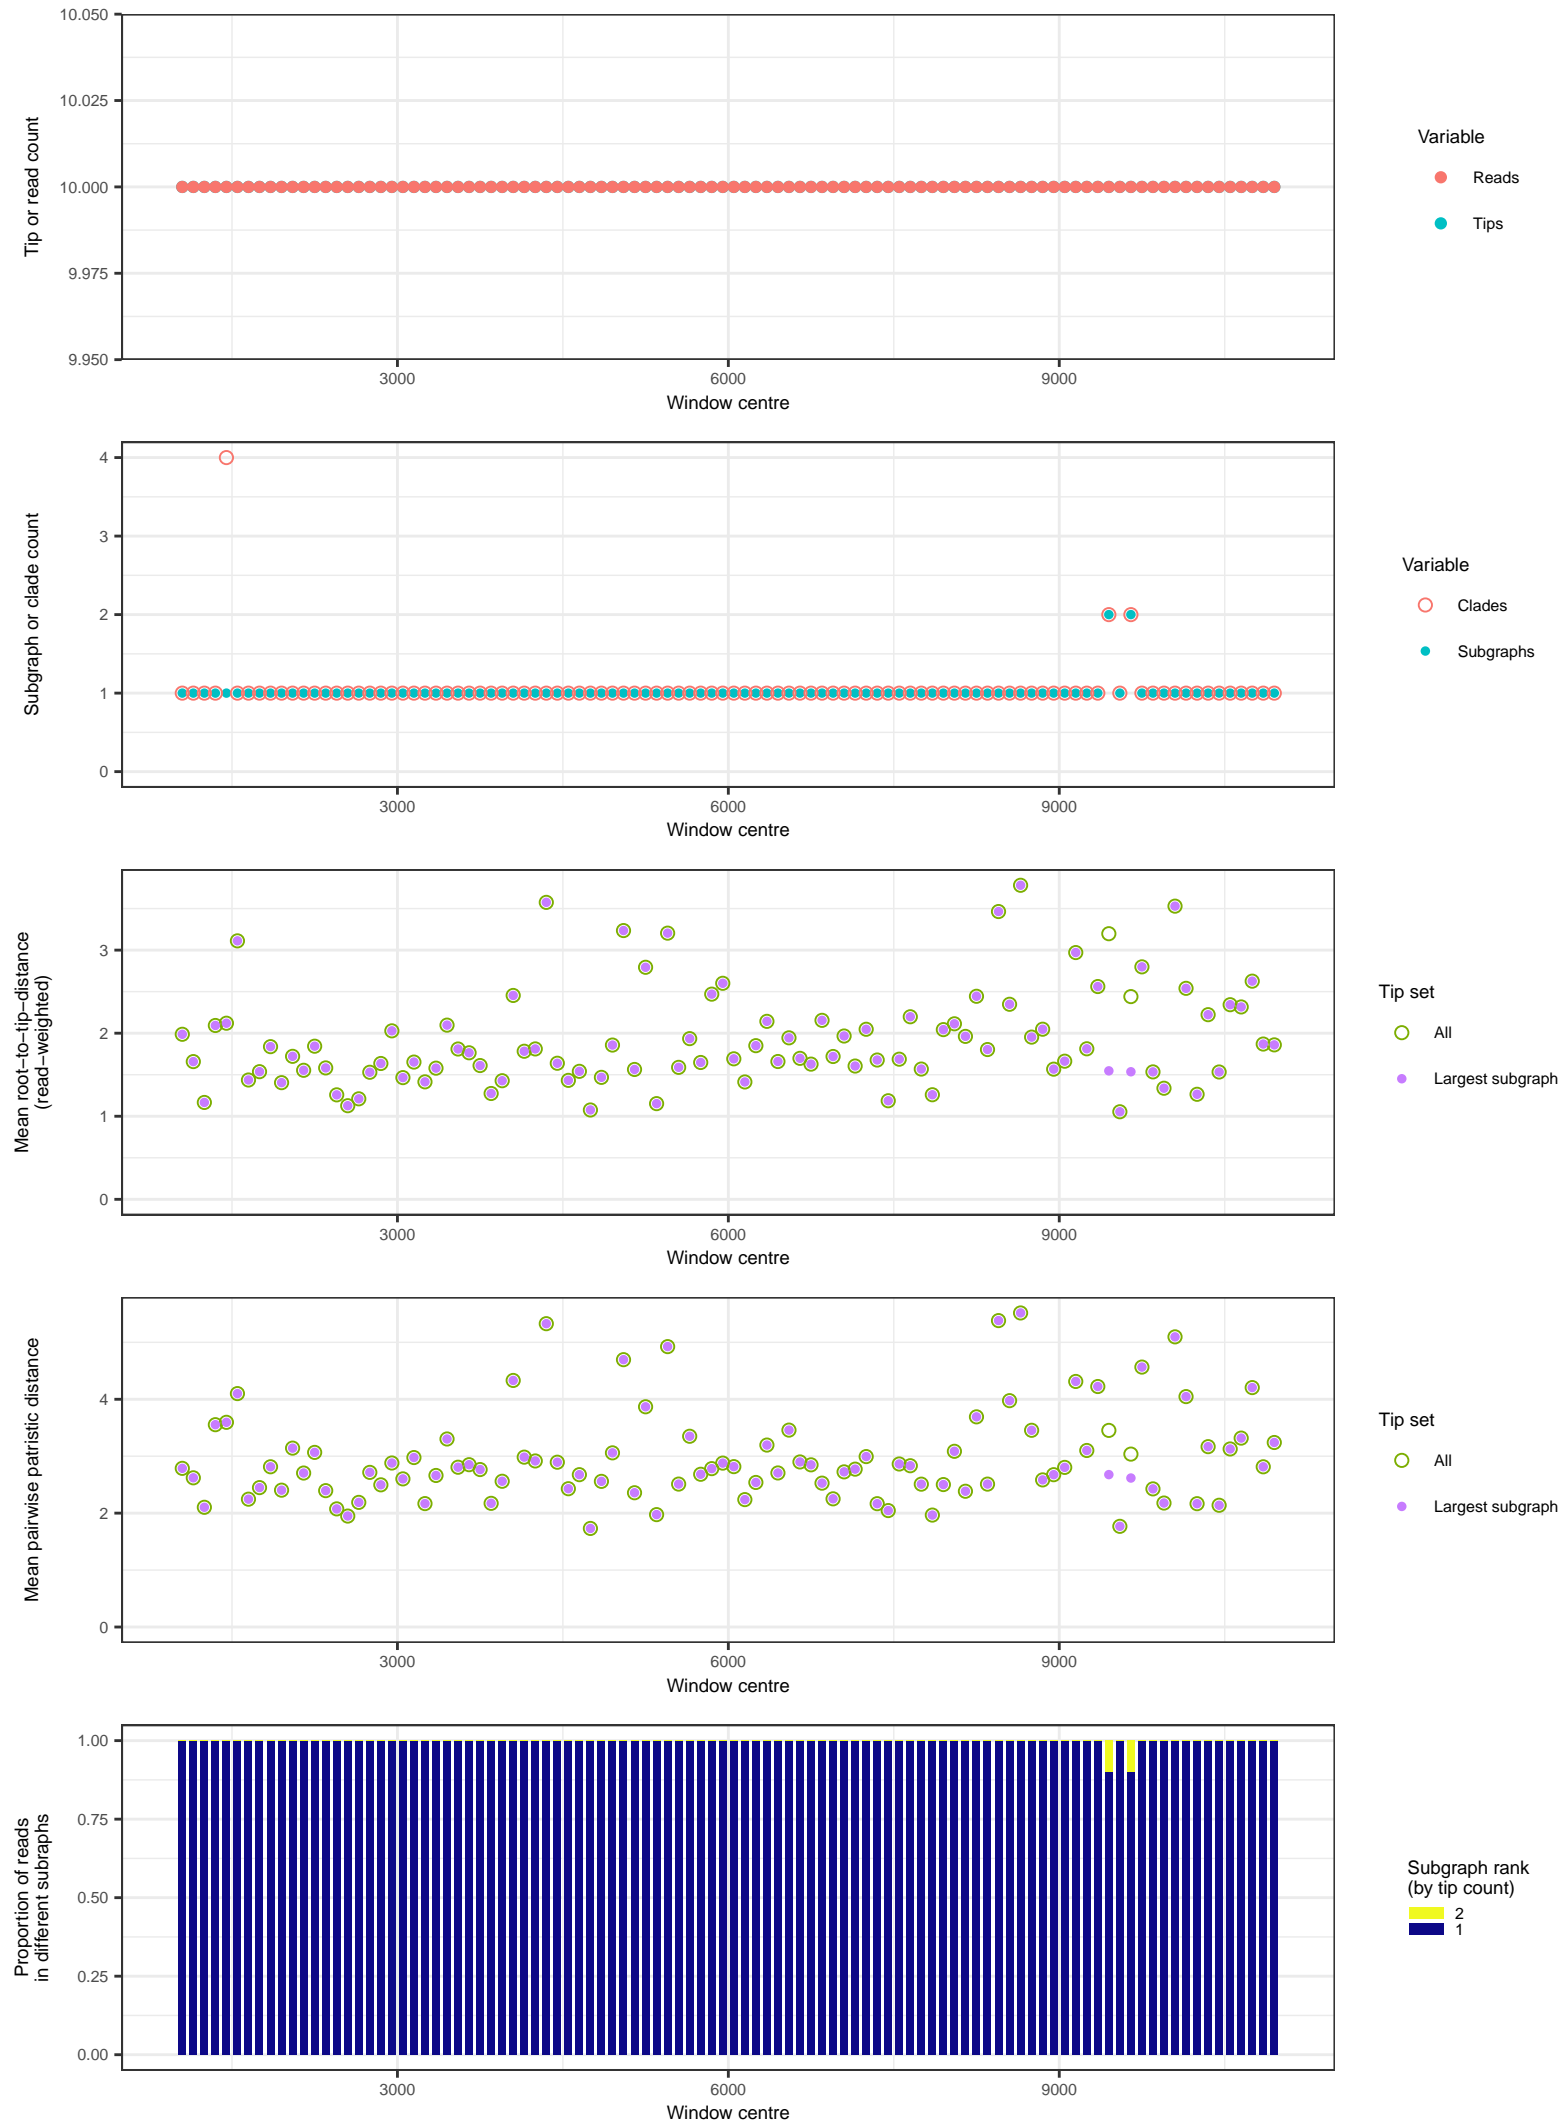 10.050
10.025
10.000
9.975
9.950
Tip or read count
3000
6000
9000
Window centre
Variable
Reads
Tips
4
3
2
1
0
Subgraph or clade count
3000
6000
9000
Window centre
Variable
Clades
Subgraphs
3
2
1
0
Mean root−to−tip−distance
(read−weighted)
3000
6000
9000
Window centre
Tip set
All
Largest subgraph
4
2
0
Mean pairwise patristic distance
3000
6000
9000
Window centre
Tip set
All
Largest subgraph
1.00
0.75
0.50
0.25
0.00
Proportion of reads
in different subraphs
3000
6000
9000
Window centre
Subgraph rank
(by tip count)
2
1